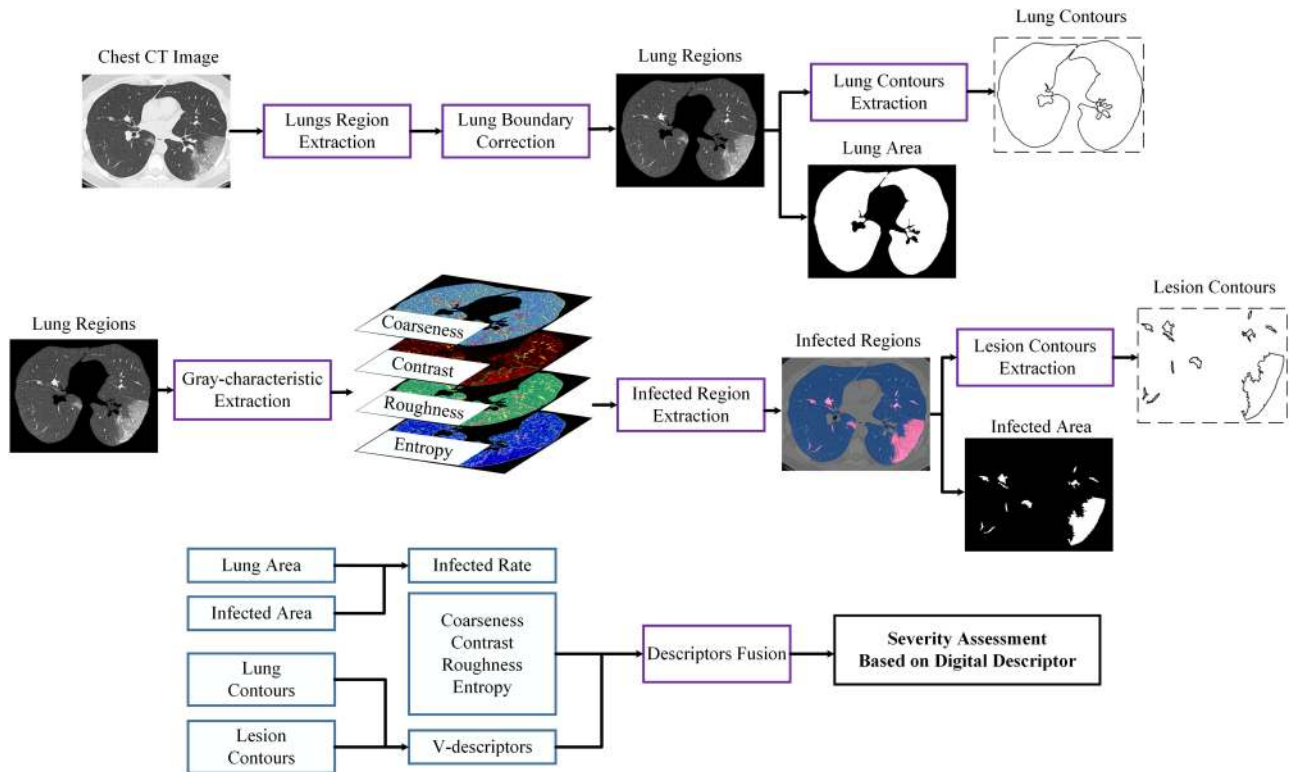 Lung Contours
Chest CT Image
Lung Regions
Lungs Region
Extraction
Lung Boundary
Correction
Lung Contours
Extraction
Lung Area
Lung Regions
Gray-characteristic
Extraction
Coarseness
Contrast
Roughness
Entropy
Infected Region
Extraction
Infected Regions
Lesion Contours
Extraction
Lesion Contours
Infected Area
Lung Area
Infected Area
Infected Rate
Lung
Contours
Lesion
Contours
Coarseness
Contrast
Roughness
Entropy
V-descriptors
Descriptors Fusion
Severity Assessment
Based on Digital Descriptor